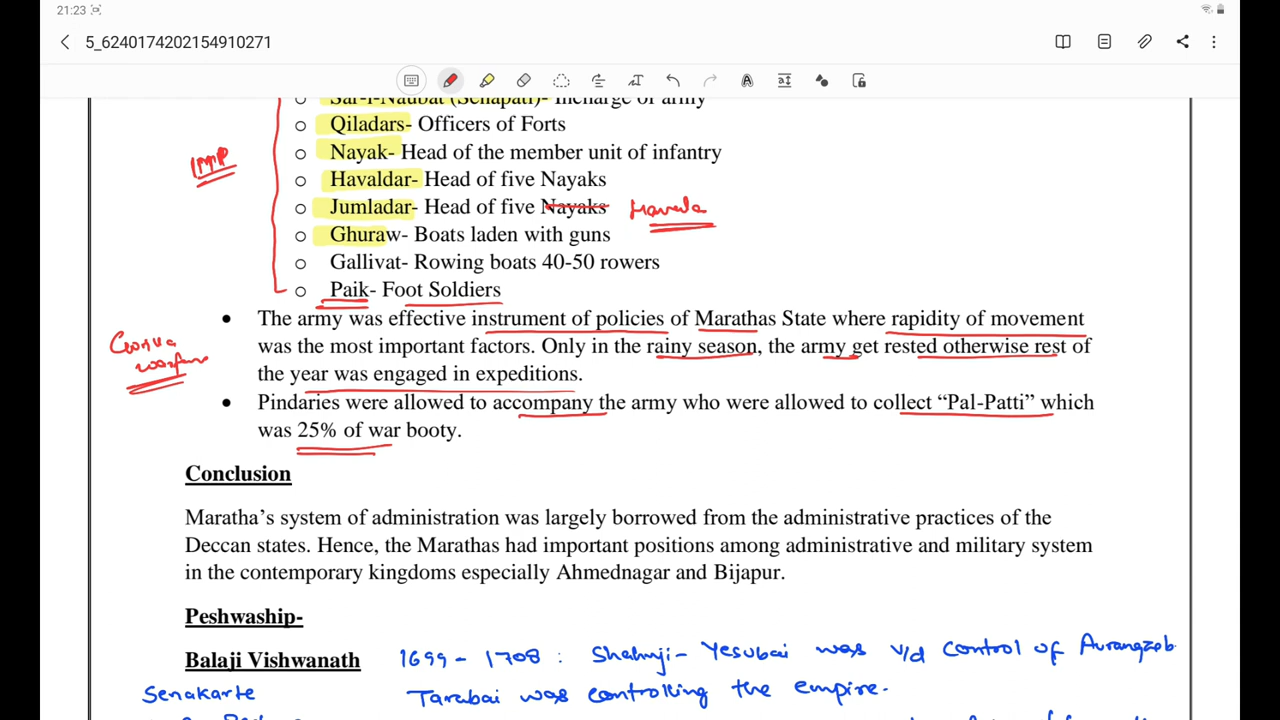 21:23
5_6240174202154910271
Sar-i-Naubat (Senapati)- Incharge of army
Qiladars- Officers of Forts
IMP
Nayak- Head of the member unit of infantry
Havaldar- Head of five Nayaks
Jumladar- Head of five Nayaks
Ghuraw- Boats laden with guns
Gallivat- Rowing boats 40-50 rowers
Paik- Foot Soldiers
The army was effective instrument of policies of Marathas State where rapidity of movement
was the most important factors. Only in the rainy season, the army get rested otherwise rest of
the year was engaged in expeditions.
Pindaries were allowed to accompany the army who were allowed to collect “Pal-Patti” which
was 25% of war booty.
Conclusion
Maratha’s system of administration was largely borrowed from the administrative practices of the
Deccan states. Hence, the Marathas had important positions among administrative and military system
in the contemporary kingdoms especially Ahmednagar and Bijapur.
Peshwaship-
Balaji Vishwanath 1699 - 1708 : Shahuji - Yesubai was v/d control of Aurangzeb.
Senakarte Tarabai was controlling the empire.